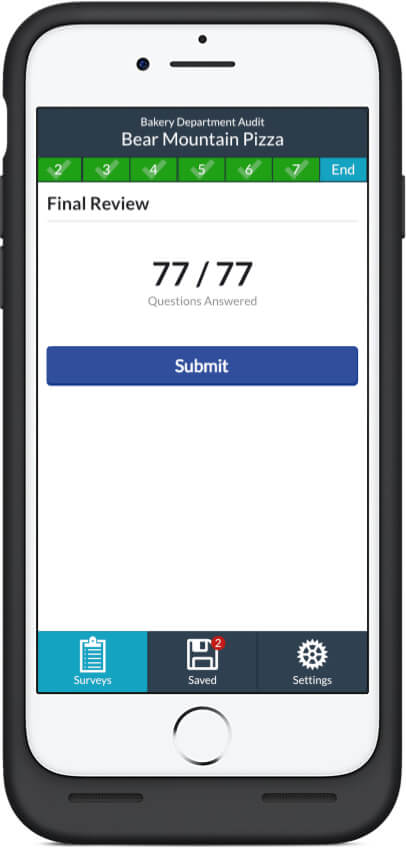 Bakery Department Audit
Bear Mountain Pizza
2 3 4 5 6 7 End
Final Review
77 / 77
Questions Answered
Submit
2
Surveys Saved Settings